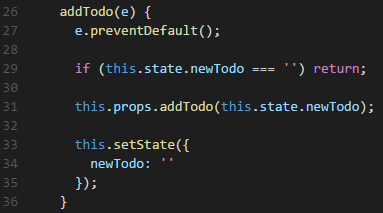 26 addTodo(e) {
27 e.preventDefault();
28
29 if (this.state.newTodo === '') return;
30
31 this.props.addTodo(this.state.newTodo);
32
33 this.setState({
34 newTodo: ''
35 });
36 }